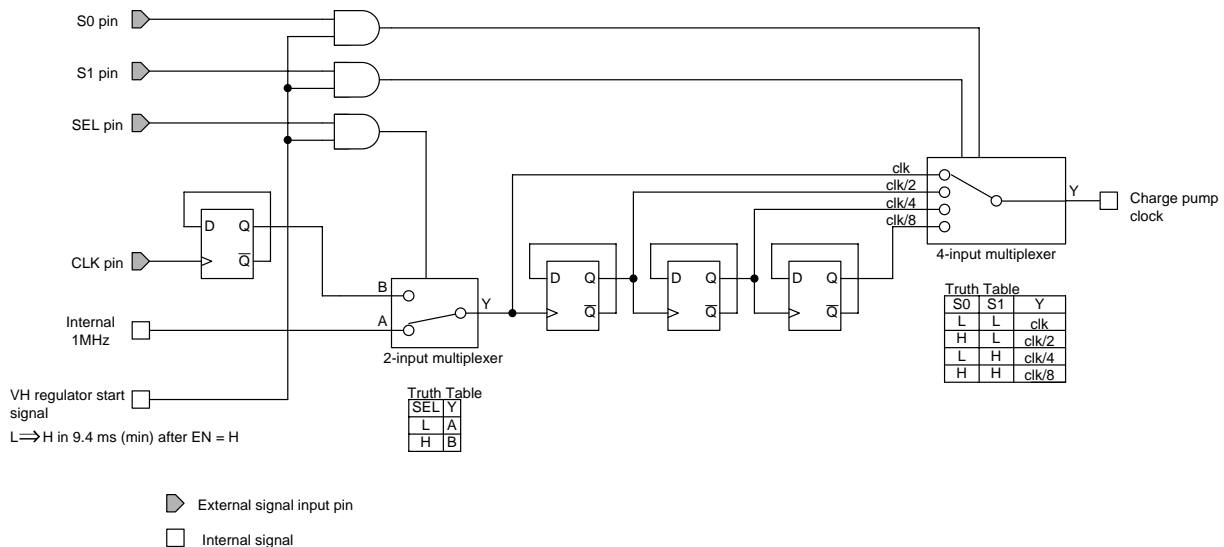 S0 pin
S1 pin
SEL pin
D Q
Q
CLK pin
Internal
1MHz
VH regulator start
signal
L⇒H in 9.4 ms (min) after EN = H
B
A
Y
2-input multiplexer
Truth Table
SEL Y
L A
H B
D Q
Q
D Q
Q
D Q
Q
clk
clk/2
clk/4
clk/8
Y
4-input multiplexer
Charge pump
clock
Truth Table
S0 S1 Y
L L clk
H L clk/2
L H clk/4
H H clk/8
External signal input pin
Internal signal